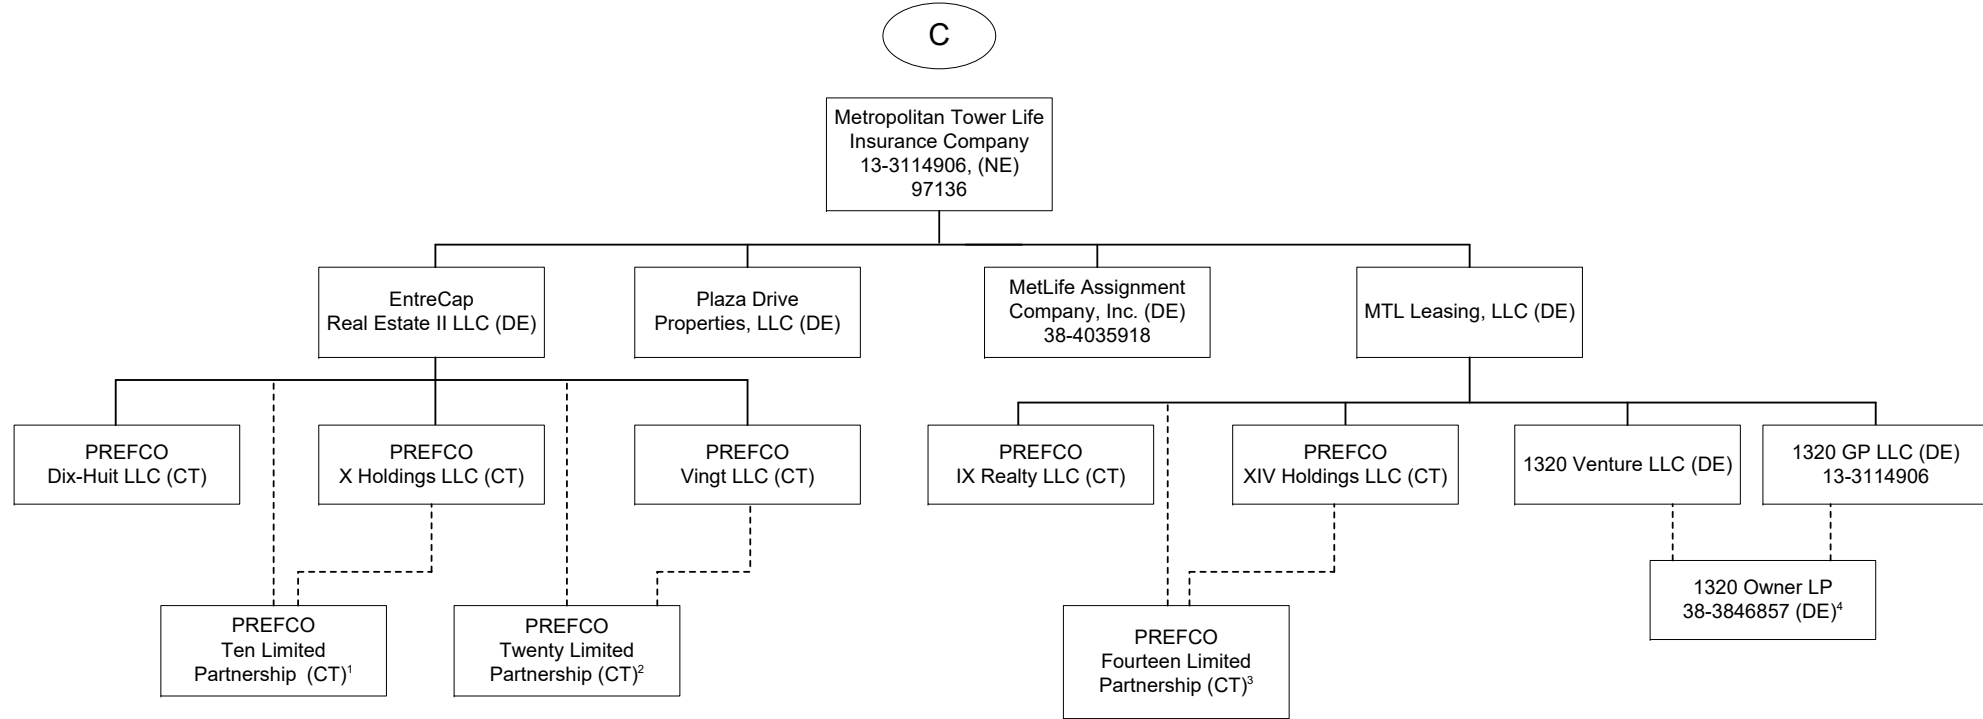 C
Metropolitan Tower Life
Insurance Company
13-3114906, (NE)
97136
EntreCap
Real Estate II LLC (DE)
Plaza Drive
Properties, LLC (DE)
MetLife Assignment
Company, Inc. (DE)
38-4035918
MTL Leasing, LLC (DE)
PREFCO
Dix-Huit LLC (CT)
PREFCO
X Holdings LLC (CT)
PREFCO
Vingt LLC (CT)
PREFCO
IX Realty LLC (CT)
PREFCO
XIV Holdings LLC (CT)
1320 Venture LLC (DE)
1320 GP LLC (DE)
13-3114906
PREFCO
Ten Limited
Partnership (CT)¹
PREFCO
Twenty Limited
Partnership (CT)²
PREFCO
Fourteen Limited
Partnership (CT)³
1320 Owner LP
38-3846857 (DE)⁴